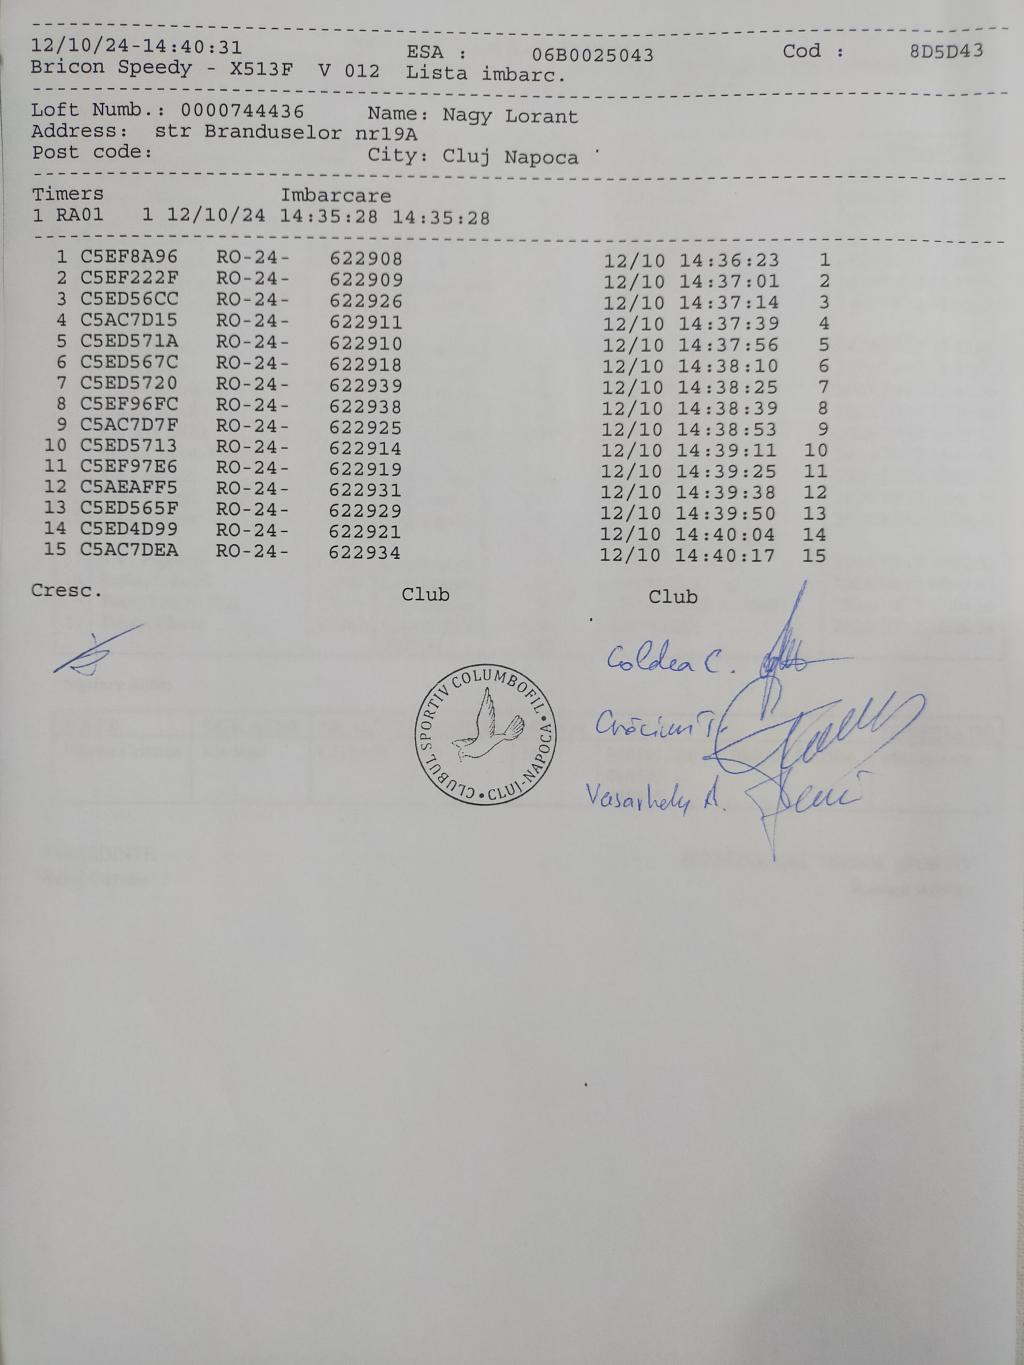 12/10/24-14:40:31 ESA : 06B0025043 Cod : 8D5D43
Bricon Speedy - X513F V 012 Lista imbarc.
Loft Numb.: 0000744436 Name: Nagy Lorant
Address: str Branduselor nr19A
Post code: City: Cluj Napoca
Timers Imbarcare
1 RA01 1 12/10/24 14:35:28 14:35:28
1 C5EF8A96 RO-24- 622908 12/10 14:36:23 1
2 C5EF222F RO-24- 622909 12/10 14:37:01 2
3 C5ED56CC RO-24- 622926 12/10 14:37:14 3
4 C5AC7D15 RO-24- 622911 12/10 14:37:39 4
5 C5ED571A RO-24- 622910 12/10 14:37:56 5
6 C5ED567C RO-24- 622918 12/10 14:38:10 6
7 C5ED5720 RO-24- 622939 12/10 14:38:25 7
8 C5EF96FC RO-24- 622938 12/10 14:38:39 8
9 C5AC7D7F RO-24- 622925 12/10 14:38:53 9
10 C5ED5713 RO-24- 622914 12/10 14:39:11 10
11 C5EF97E6 RO-24- 622919 12/10 14:39:25 11
12 C5AEAFF5 RO-24- 622931 12/10 14:39:38 12
13 C5ED565F RO-24- 622929 12/10 14:39:50 13
14 C5ED4D99 RO-24- 622921 12/10 14:40:04 14
15 C5AC7DEA RO-24- 622934 12/10 14:40:17 15
Cresc. Club Club
Coldea C.
CLUBUL SPORTIV COLUMBOFIL • CLUJ-NAPOCA •
Vasarhely A.